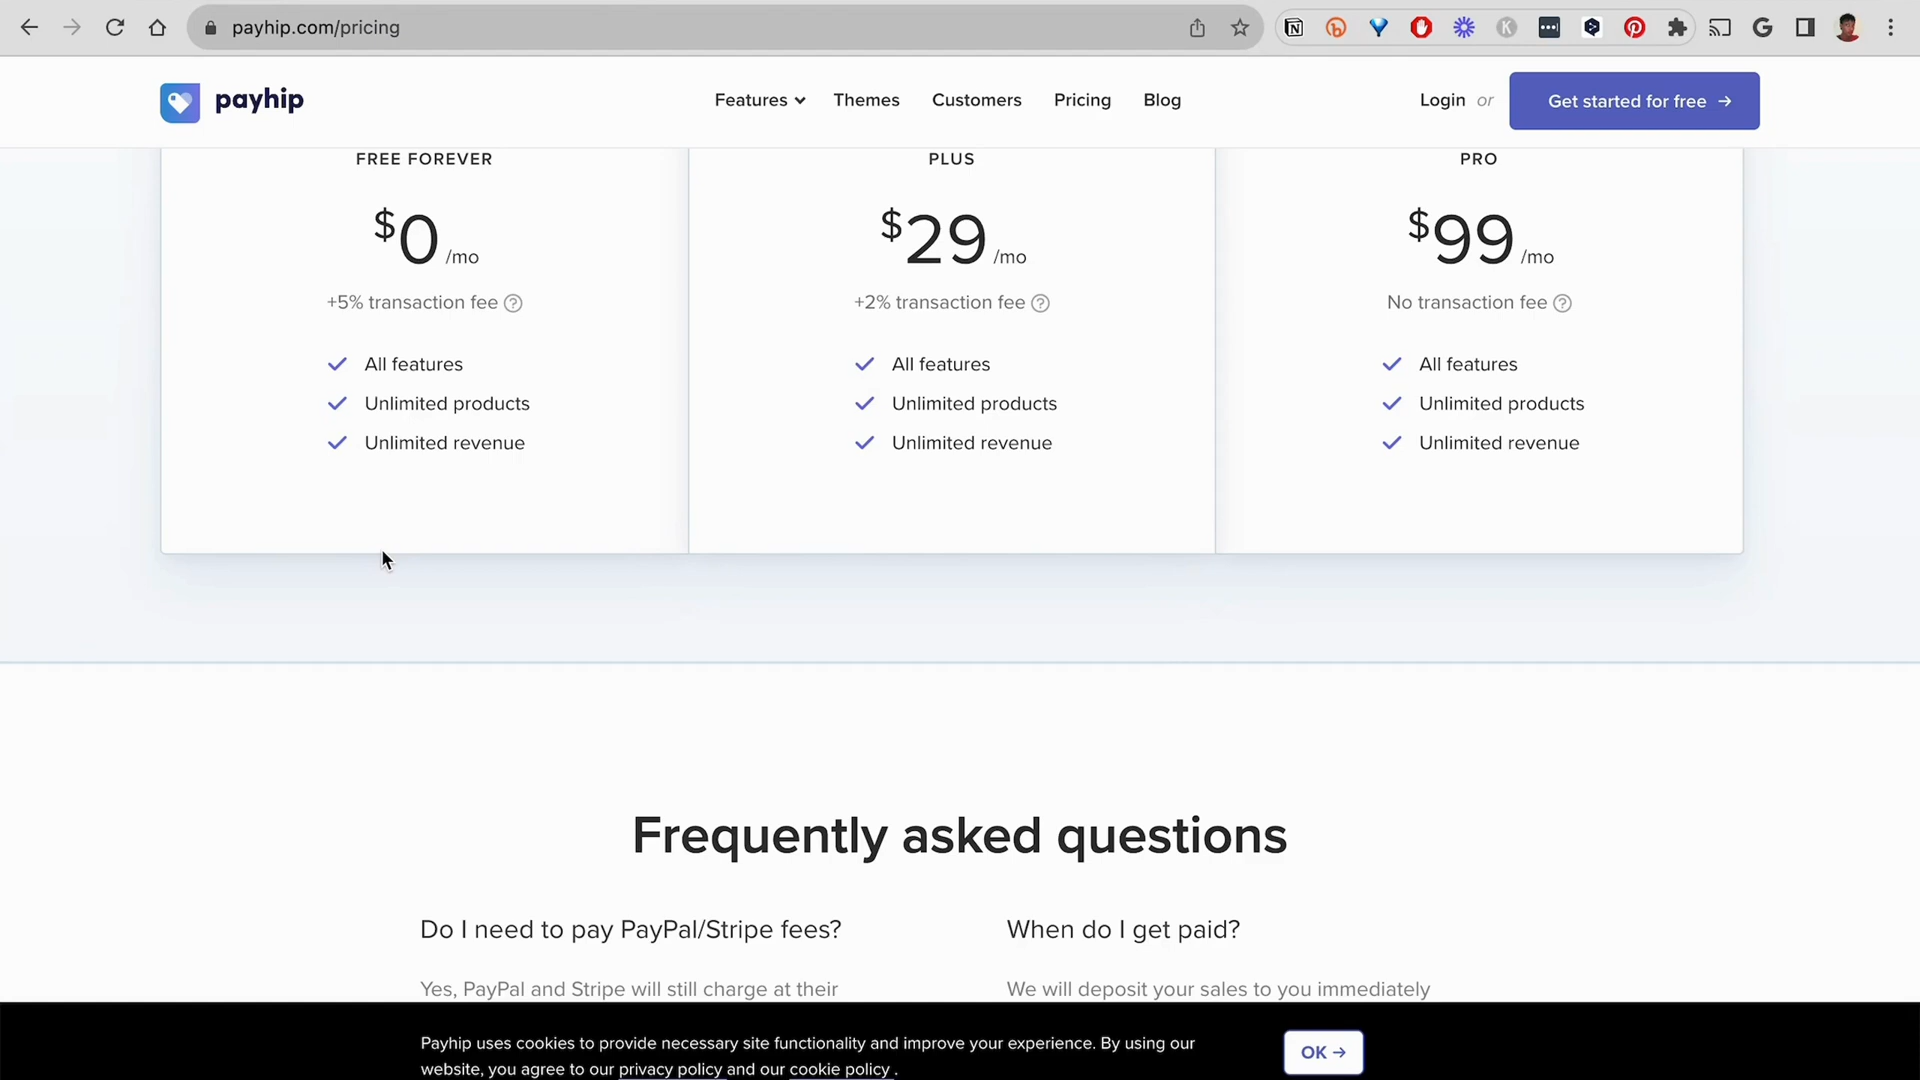 payhip.com/pricing
payhip
Features
Themes
Customers
Pricing
Blog
Login or
Get started for free →
FREE FOREVER
$0 /mo
+5% transaction fee ?
All features
Unlimited products
Unlimited revenue
PLUS
$29 /mo
+2% transaction fee ?
All features
Unlimited products
Unlimited revenue
PRO
$99 /mo
No transaction fee ?
All features
Unlimited products
Unlimited revenue
Frequently asked questions
Do I need to pay PayPal/Stripe fees?
Yes, PayPal and Stripe will still charge at their
When do I get paid?
We will deposit your sales to you immediately
Payhip uses cookies to provide necessary site functionality and improve your experience. By using our
website, you agree to our privacy policy and our cookie policy .
OK →